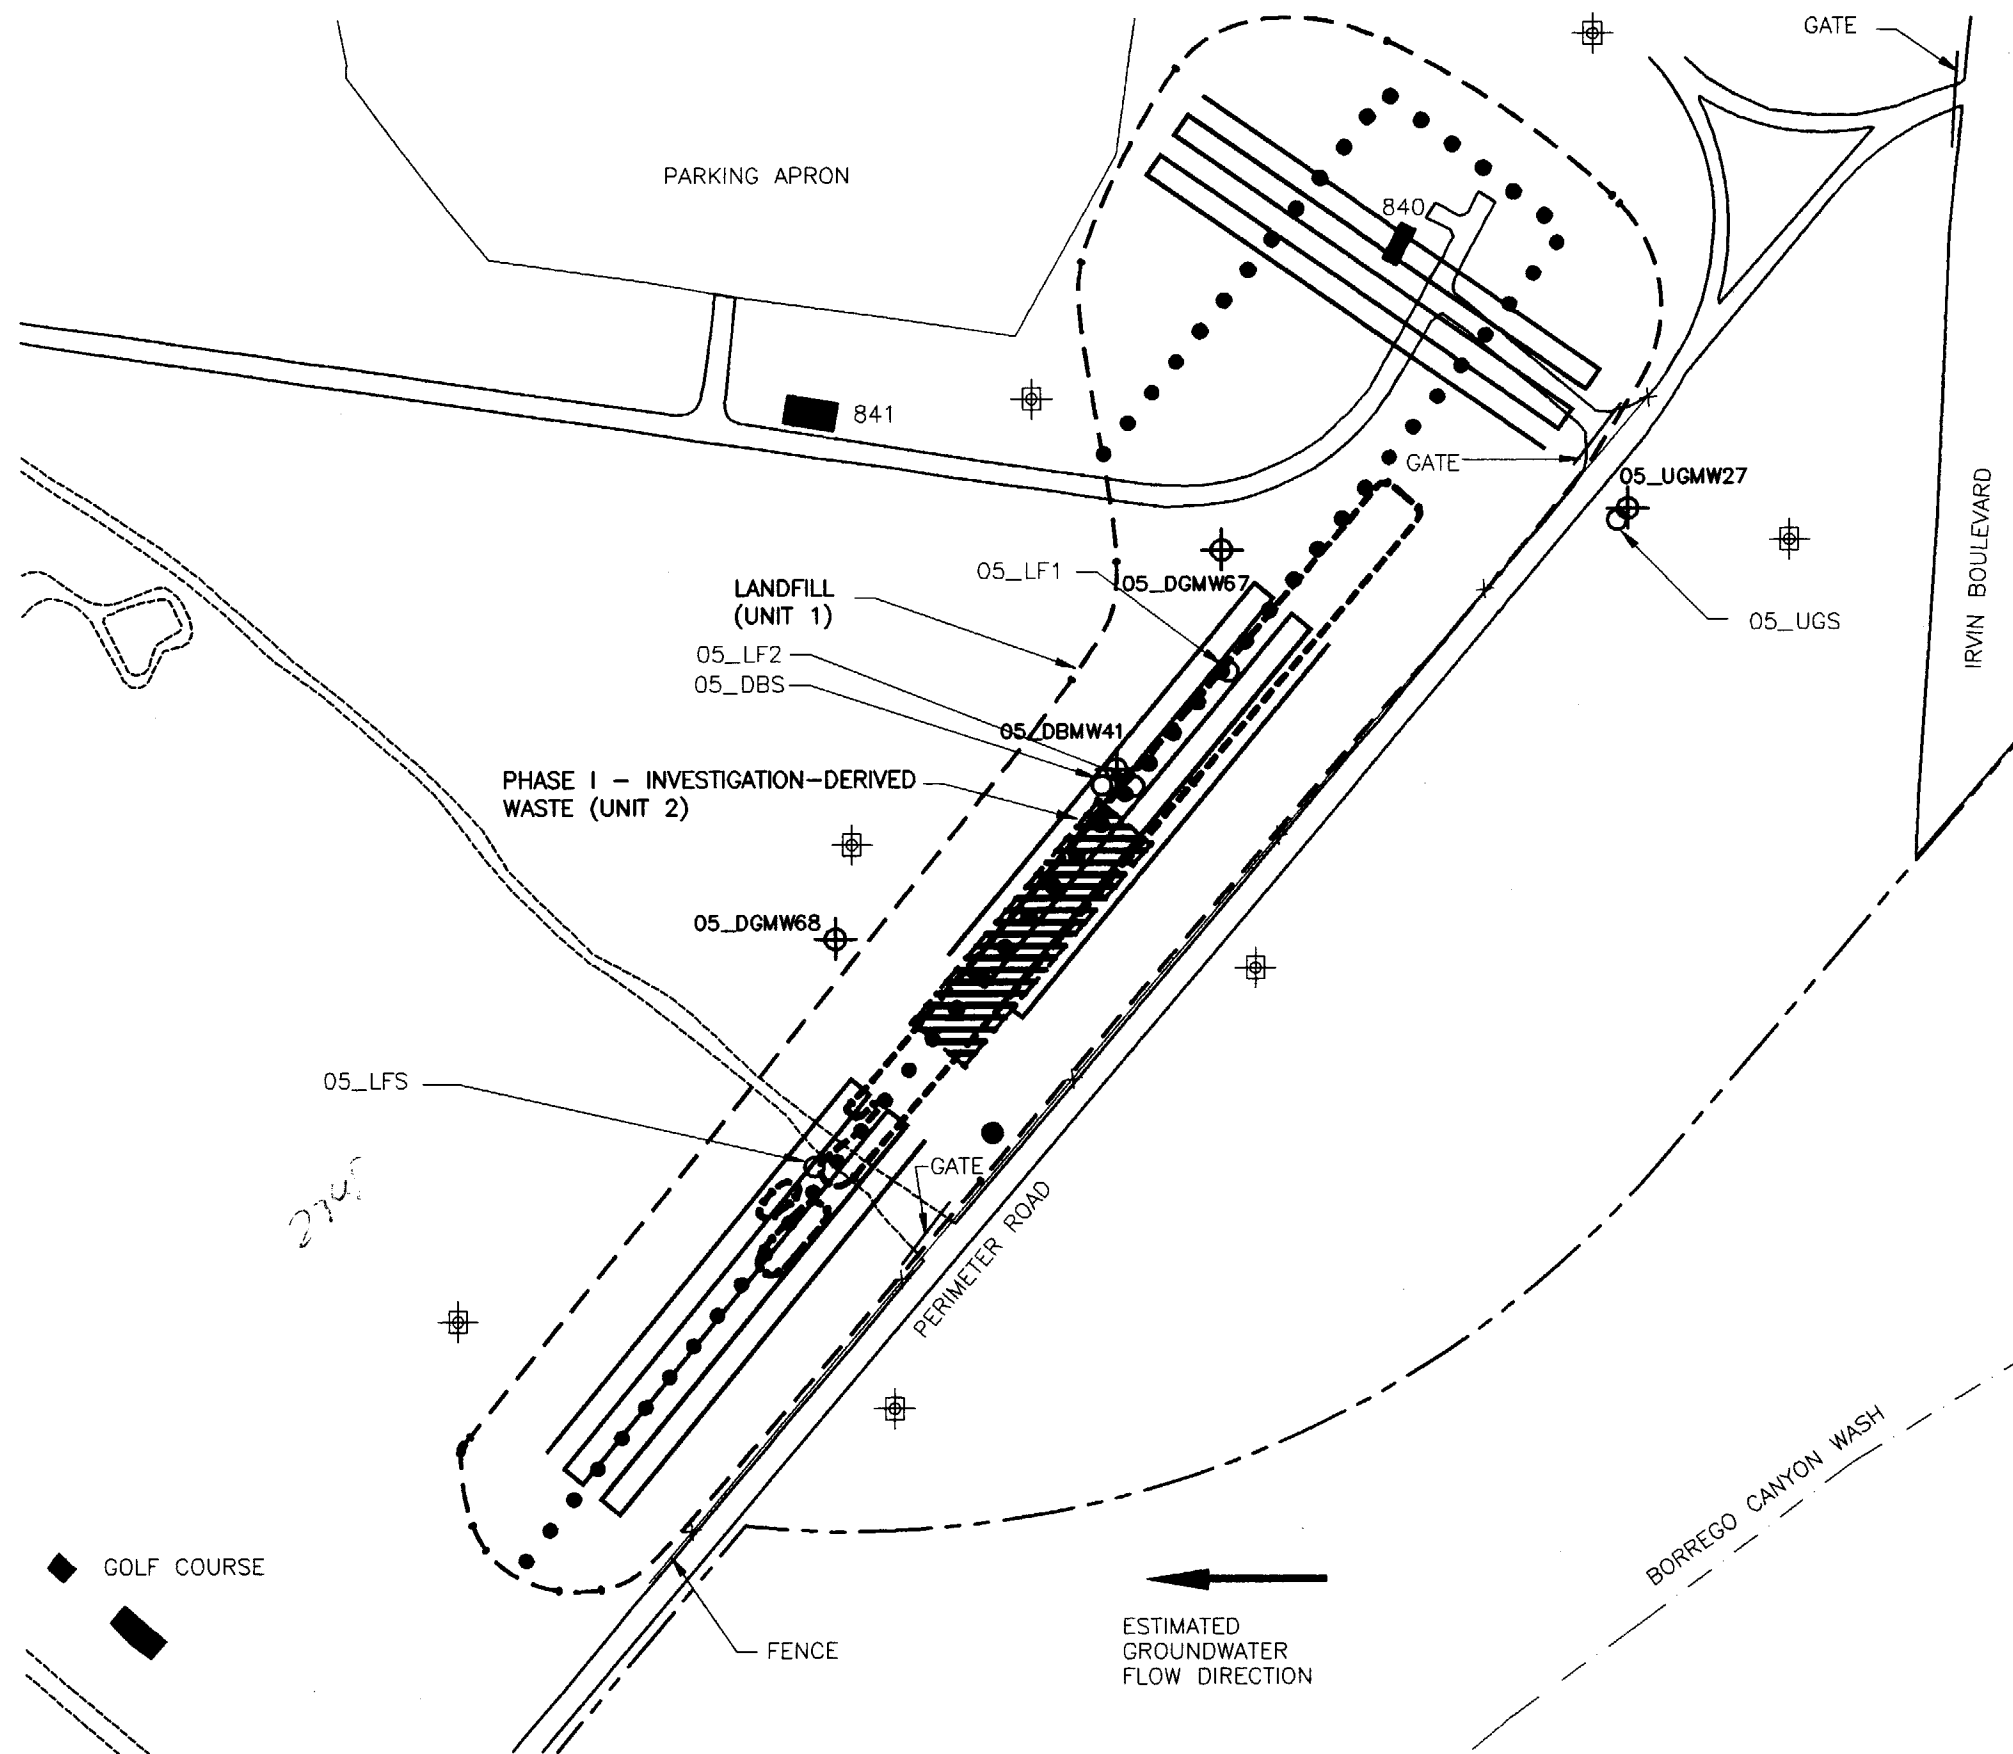 GATE
PARKING APRON
840
841
GATE
05_UGMW27
IRVIN BOULEVARD
05_LF1
05_DGMW67
LANDFILL
(UNIT 1)
05_UGS
05_LF2
05_DBS
05_DBMW41
PHASE I – INVESTIGATION–DERIVED
WASTE (UNIT 2)
05_DGMW68
05_LFS
GATE
PERIMETER ROAD
BORREGO CANYON WASH
GOLF COURSE
FENCE
ESTIMATED
GROUNDWATER
FLOW DIRECTION